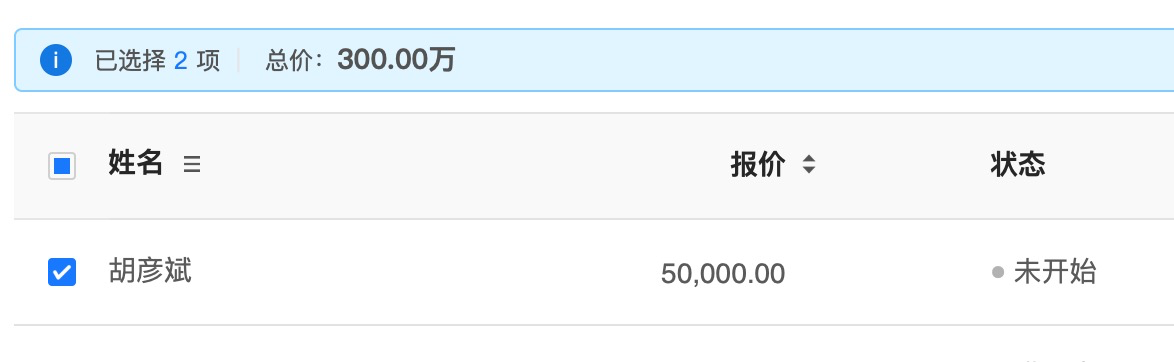 已选择 2 项 总价：300.00万
姓名 报价 状态
胡彦斌 50,000.00 未开始